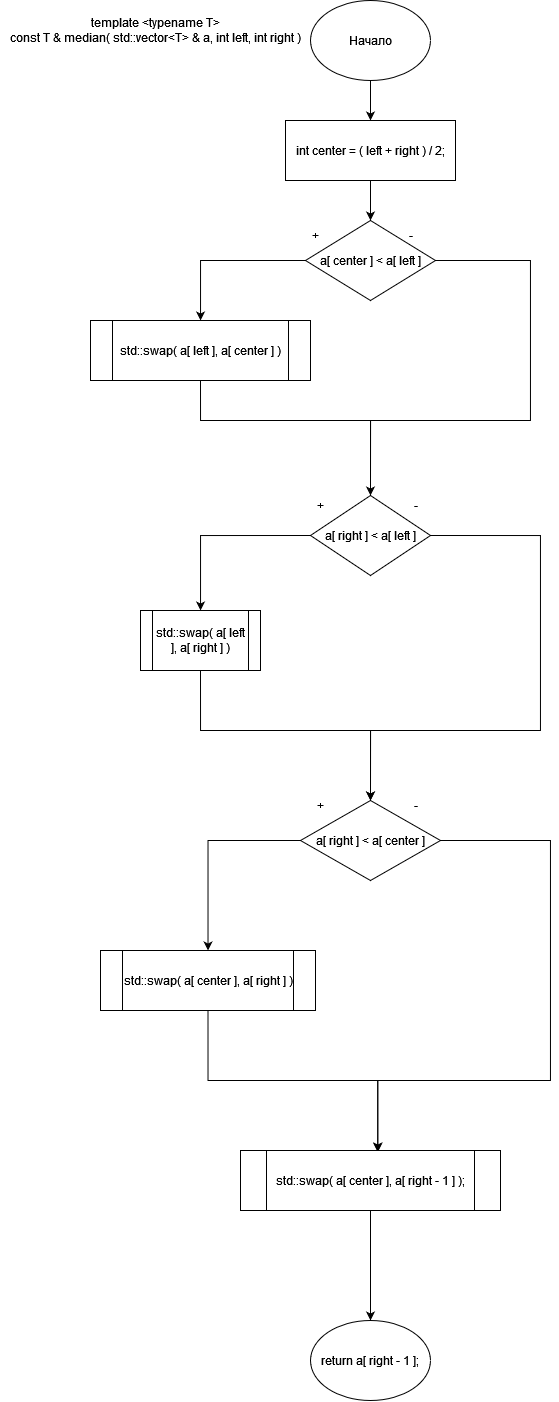 template <typename T>
const T & median( std::vector<T> & a, int left, int right )
Начало
int center = ( left + right ) / 2;
+
-
a[ center ] < a[ left ]
std::swap( a[ left ], a[ center ] )
+
-
a[ right ] < a[ left ]
std::swap( a[ left
], a[ right ] )
+
-
a[ right ] < a[ center ]
std::swap( a[ center ], a[ right ] )
std::swap( a[ center ], a[ right - 1 ] );
return a[ right - 1 ];